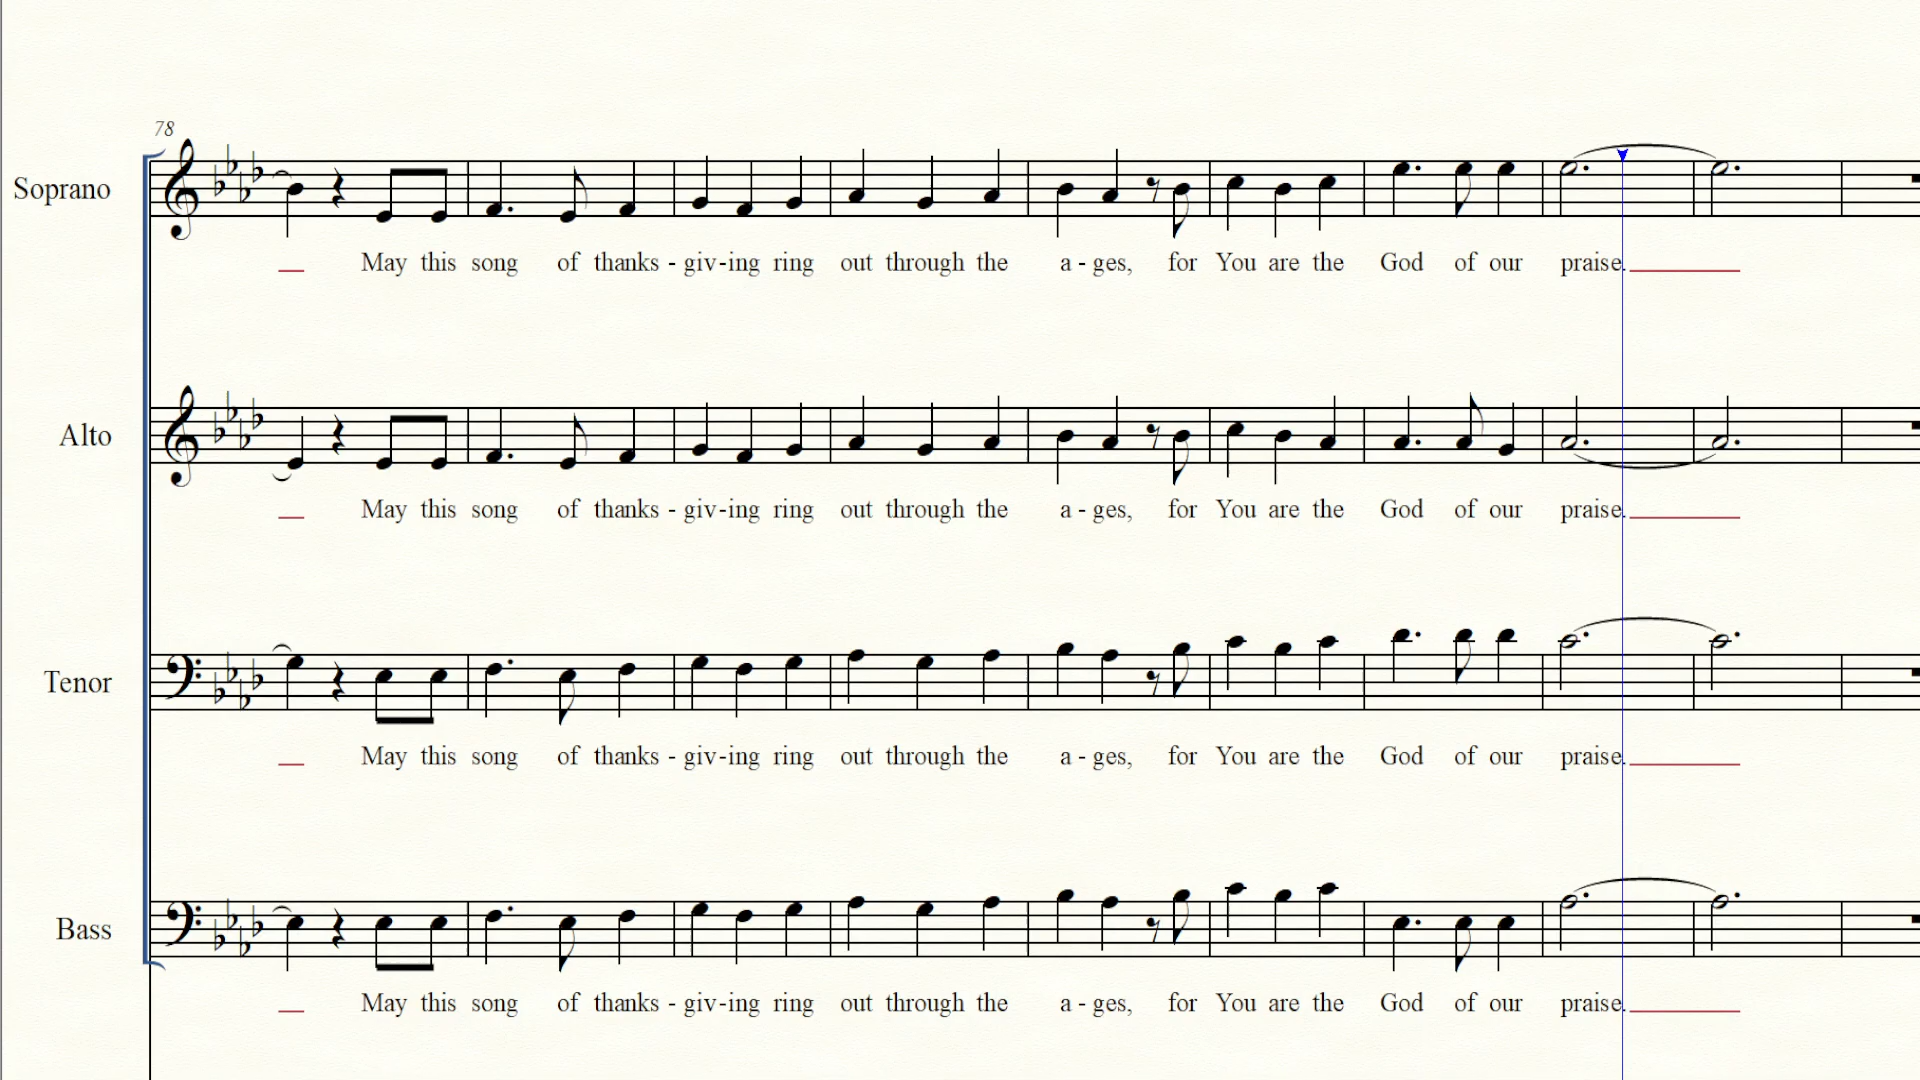 78
Soprano
May this song of thanks - giv-ing ring out through the a - ges, for You are the God of our praise.
Alto
May this song of thanks - giv-ing ring out through the a - ges, for You are the God of our praise.
Tenor
May this song of thanks - giv-ing ring out through the a - ges, for You are the God of our praise.
Bass
May this song of thanks - giv-ing ring out through the a - ges, for You are the God of our praise.